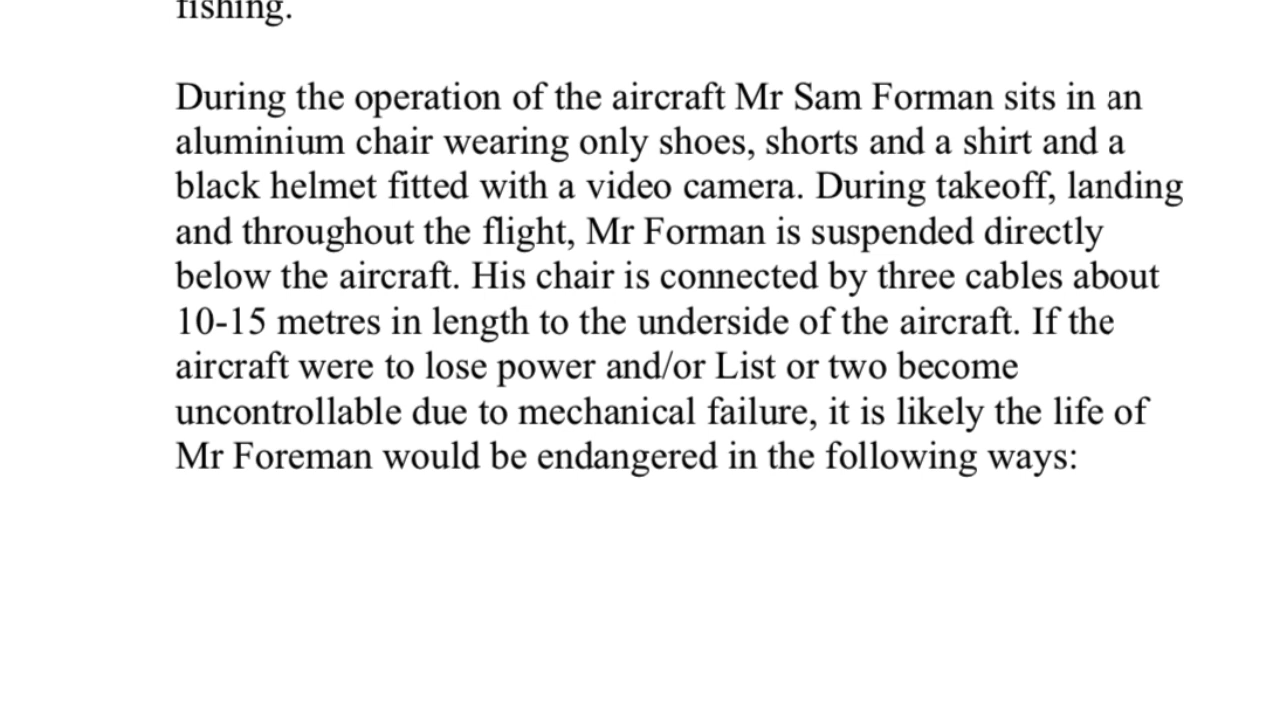 fishing.
During the operation of the aircraft Mr Sam Forman sits in an
aluminium chair wearing only shoes, shorts and a shirt and a
black helmet fitted with a video camera. During takeoff, landing
and throughout the flight, Mr Forman is suspended directly
below the aircraft. His chair is connected by three cables about
10-15 metres in length to the underside of the aircraft. If the
aircraft were to lose power and/or List or two become
uncontrollable due to mechanical failure, it is likely the life of
Mr Foreman would be endangered in the following ways: